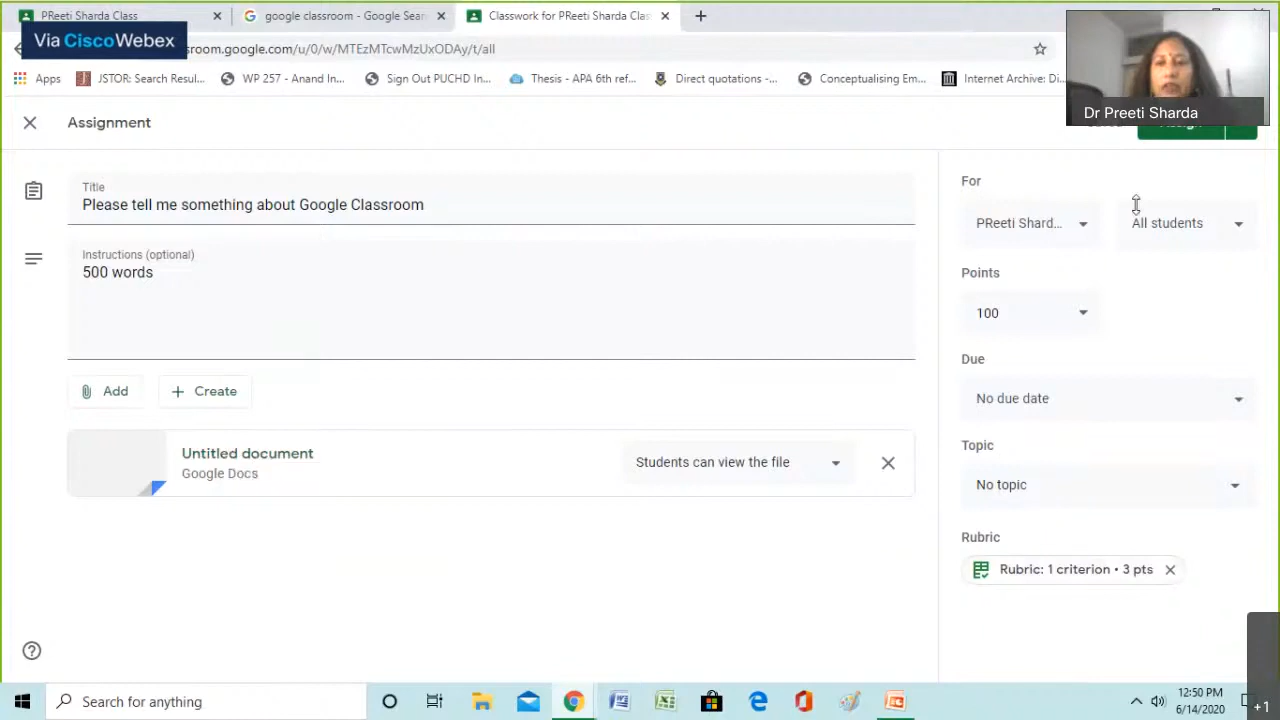 PReeti Sharda Class
google classroom - Google Sear
Classwork for PReeti Sharda Clas
Via CiscoWebex
sroom.google.com/u/0/w/MTEzMTcwMzUxODAy/t/all
Apps
JSTOR: Search Resul...
WP 257 - Anand In...
Sign Out PUCHD In...
Thesis - APA 6th ref...
Direct quotations -...
Conceptualising Em...
Internet Archive: Di...
Dr Preeti Sharda
Assignment
Title
Please tell me something about Google Classroom
Instructions (optional)
500 words
Add
Create
Untitled document
Google Docs
Students can view the file
For
PReeti Shard...
All students
Points
100
Due
No due date
Topic
No topic
Rubric
Rubric: 1 criterion • 3 pts
Search for anything
12:50 PM
6/14/2020
+1